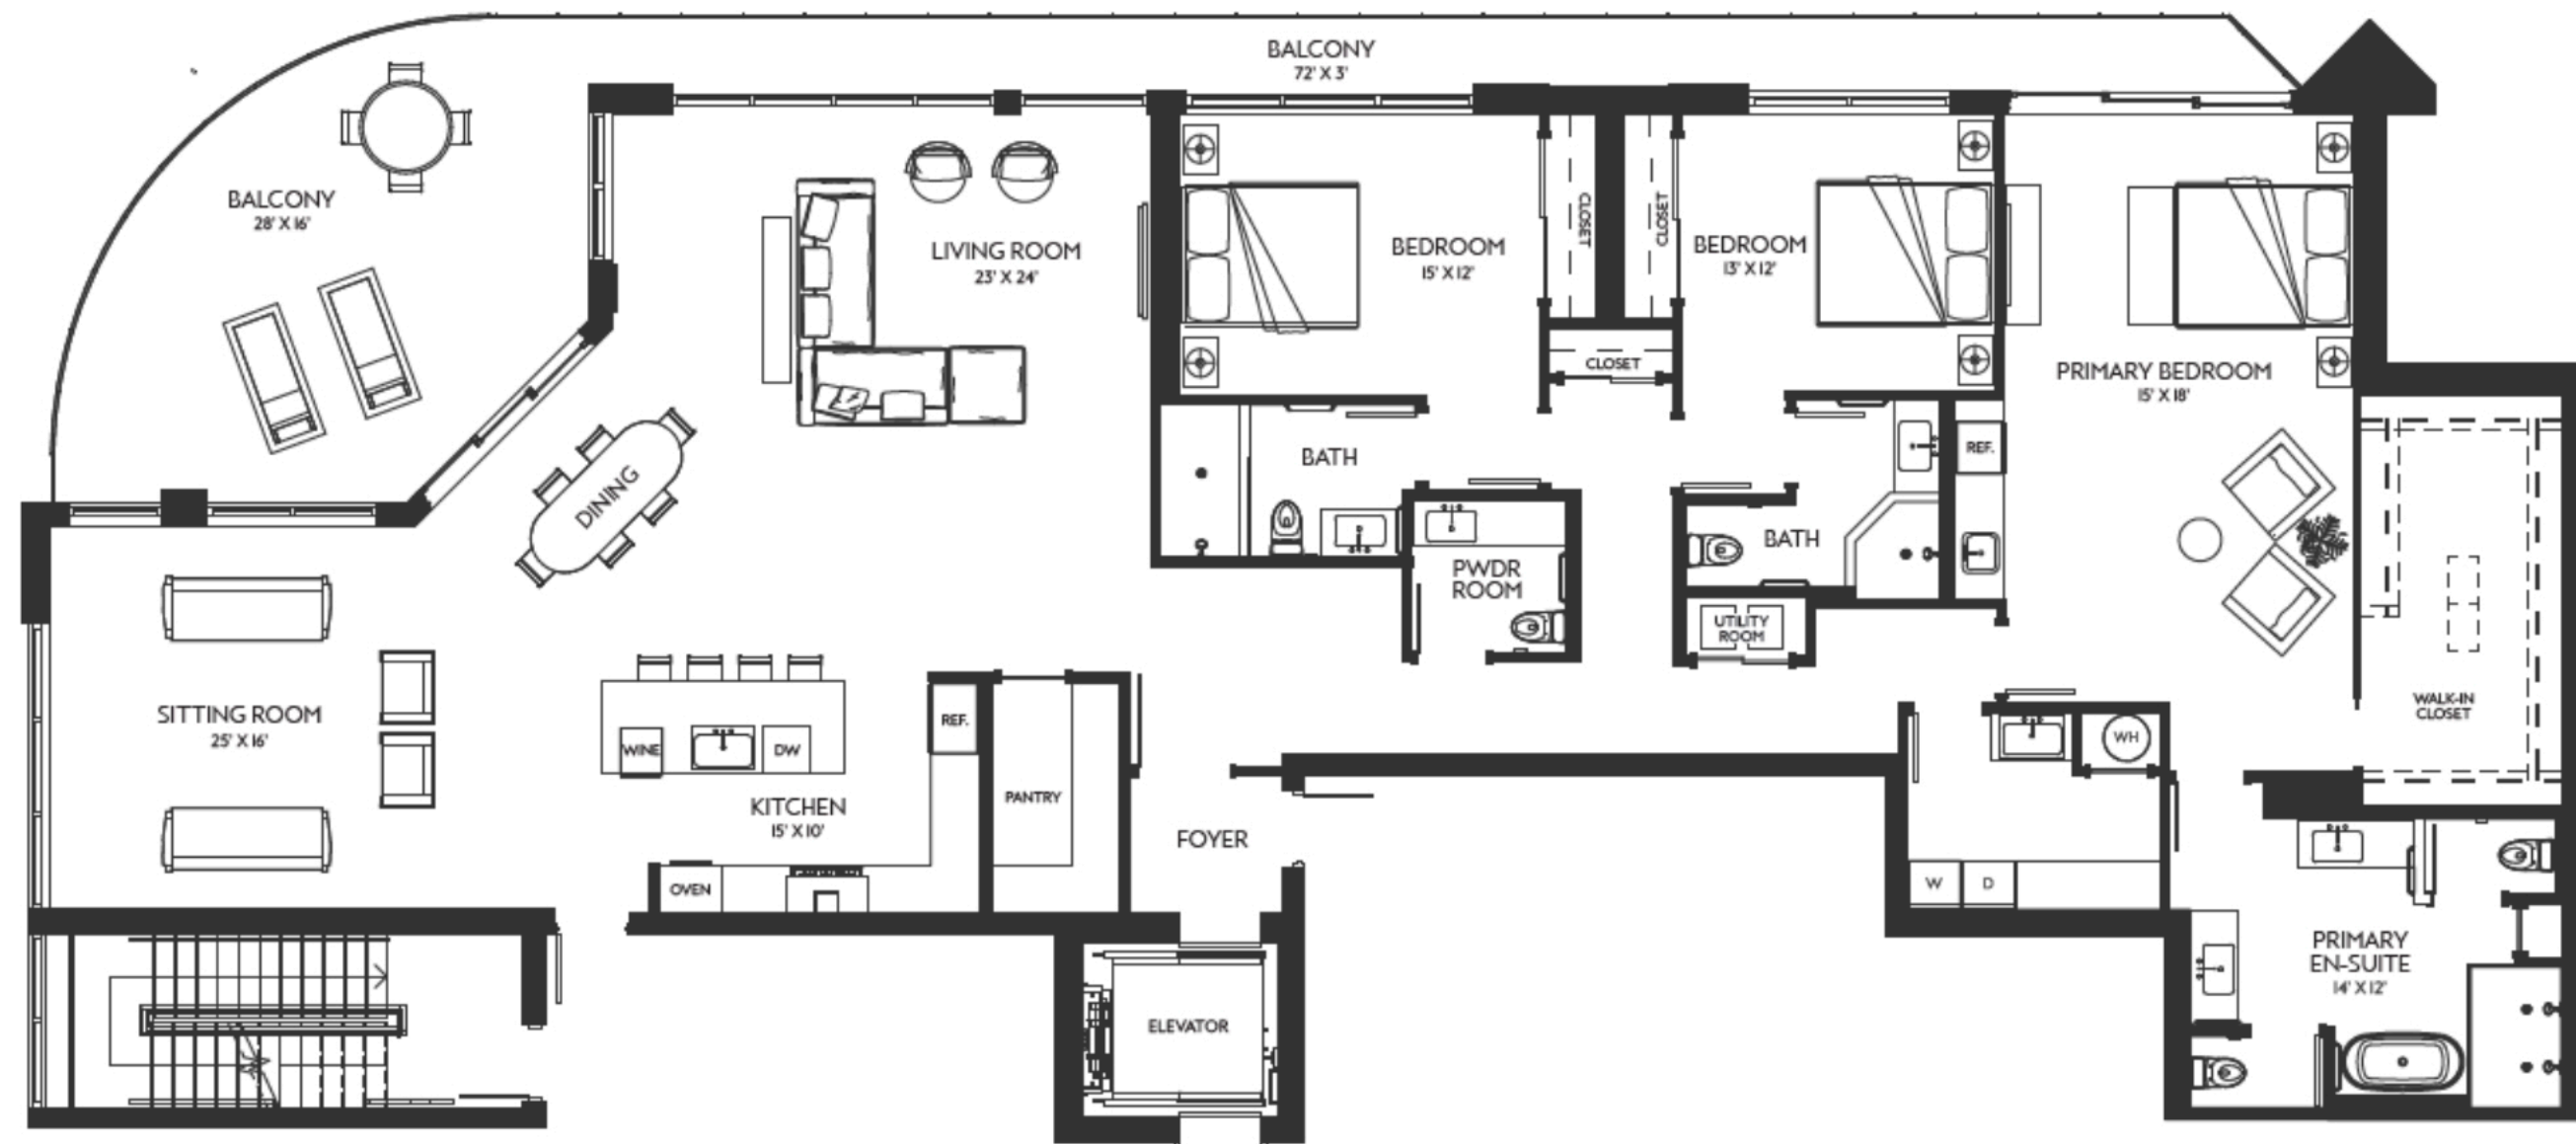 BALCONY
72' X 3'
BALCONY
28' X 16'
LIVING ROOM
23' X 24'
BEDROOM
15' X 12'
CLOSET
CLOSET
BEDROOM
13' X 12'
CLOSET
PRIMARY BEDROOM
15' X 18'
DINING
BATH
REF.
BATH
PWDR
ROOM
UTILITY
ROOM
SITTING ROOM
25' X 16'
WINE
DW
REF.
KITCHEN
15' X 10'
PANTRY
OVEN
FOYER
WH
WALK-IN
CLOSET
W
D
PRIMARY
EN-SUITE
14' X 12'
ELEVATOR